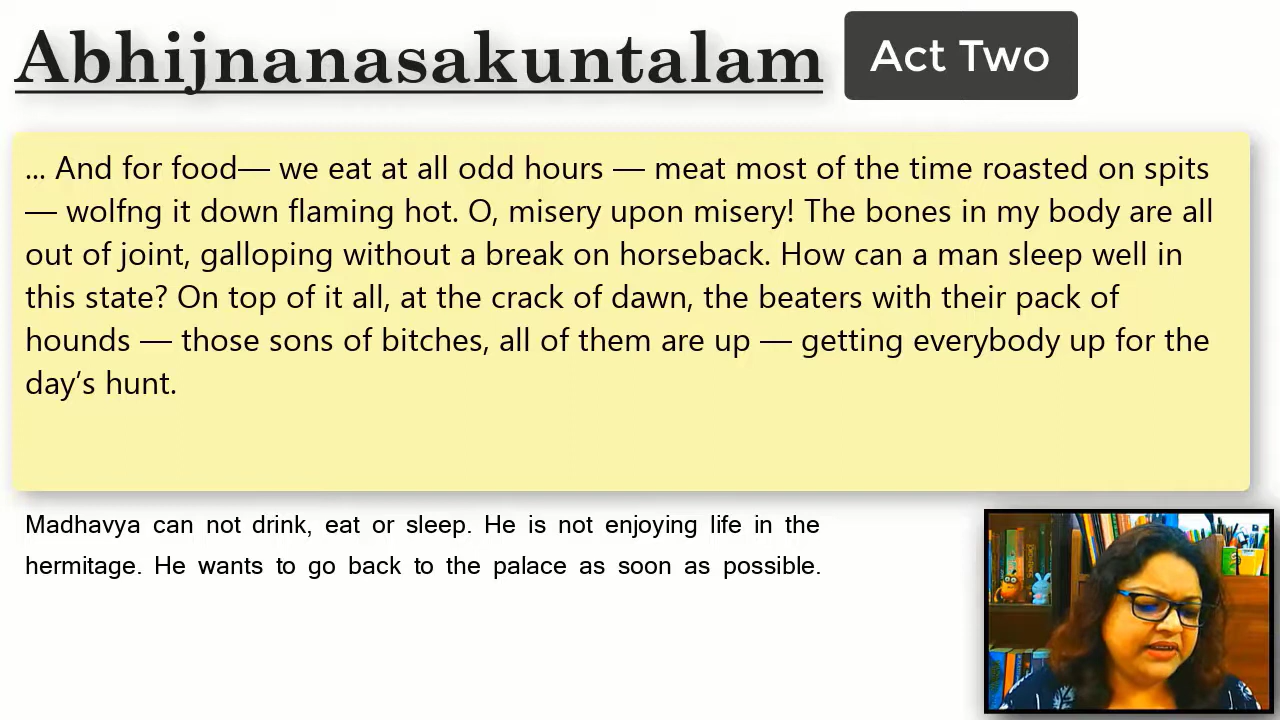 Abhijnanasakuntalam
Act Two
... And for food— we eat at all odd hours — meat most of the time roasted on spits
— wolfng it down flaming hot. O, misery upon misery! The bones in my body are all
out of joint, galloping without a break on horseback. How can a man sleep well in
this state? On top of it all, at the crack of dawn, the beaters with their pack of
hounds — those sons of bitches, all of them are up — getting everybody up for the
day’s hunt.
Madhavya can not drink, eat or sleep. He is not enjoying life in the
hermitage. He wants to go back to the palace as soon as possible.